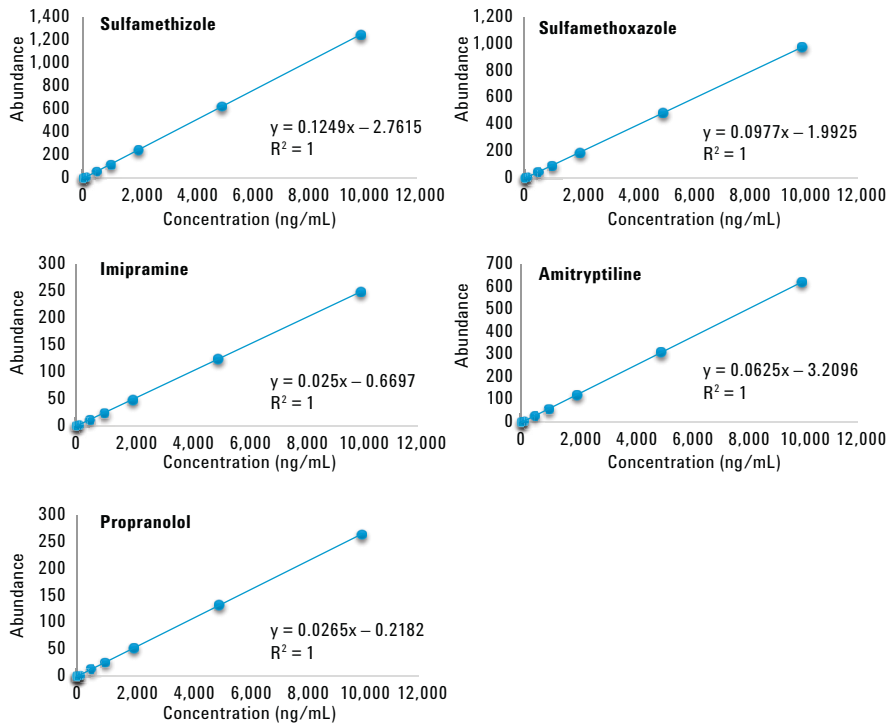 Sulfamethizole
Abundance
1,400
1,200
1,000
800
600
400
200
0
y = 0.1249x – 2.7615
R² = 1
0 2,000 4,000 6,000 8,000 10,000 12,000
Concentration (ng/mL)
Sulfamethoxazole
Abundance
1,200
1,000
800
600
400
200
0
y = 0.0977x – 1.9925
R² = 1
0 2,000 4,000 6,000 8,000 10,000 12,000
Concentration (ng/mL)
Imipramine
Abundance
300
250
200
150
100
50
0
y = 0.025x – 0.6697
R² = 1
0 2,000 4,000 6,000 8,000 10,000 12,000
Concentration (ng/mL)
Amitryptiline
Abundance
700
600
500
400
300
200
100
0
y = 0.0625x – 3.2096
R² = 1
0 2,000 4,000 6,000 8,000 10,000 12,000
Concentration (ng/mL)
Propranolol
Abundance
300
250
200
150
100
50
0
y = 0.0265x – 0.2182
R² = 1
0 2,000 4,000 6,000 8,000 10,000 12,000
Concentration (ng/mL)